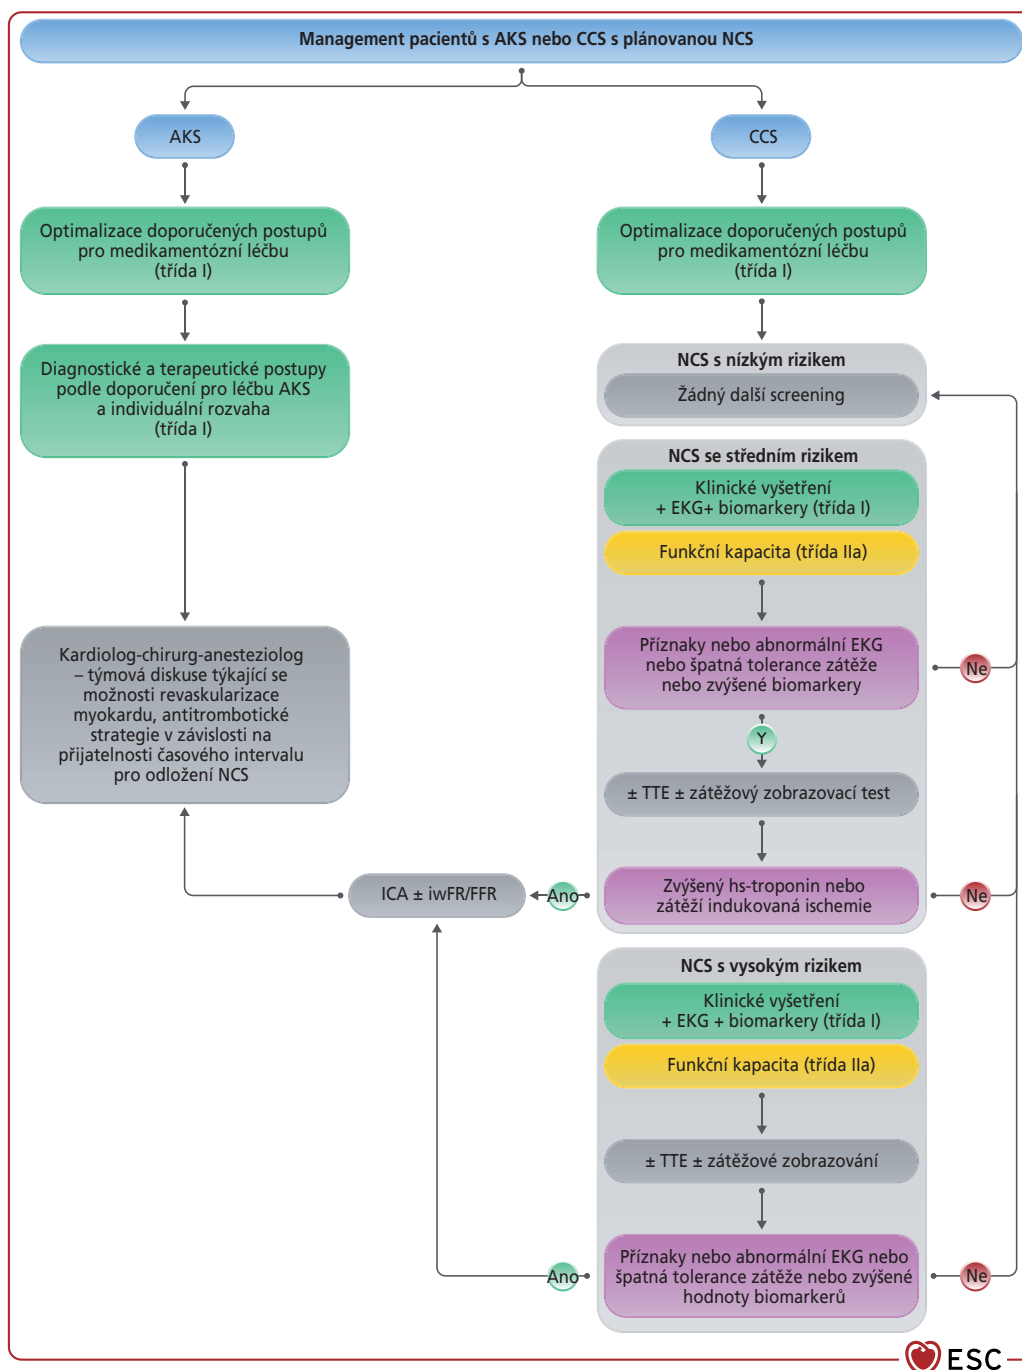 Management pacientů s AKS nebo CCS s plánovanou NCS
AKS
CCS
Optimalizace doporučených postupů
pro medikamentózní léčbu
(třída I)
Optimalizace doporučených postupů
pro medikamentózní léčbu
(třída I)
Diagnostické a terapeutické postupy
podle doporučení pro léčbu AKS
a individuální rozvaha
(třída I)
NCS s nízkým rizikem
Žádný další screening
NCS se středním rizikem
Klinické vyšetření
+ EKG+ biomarkery (třída I)
Funkční kapacita (třída IIa)
Kardiolog-chirurg-anesteziolog
– týmová diskuse týkající se
možnosti revaskularizace
myokardu, antitrombotické
strategie v závislosti na
přijatelnosti časového intervalu
pro odložení NCS
Příznaky nebo abnormální EKG
nebo špatná tolerance zátěže
nebo zvýšené biomarkery
Ne
Y
± TTE ± zátěžový zobrazovací test
ICA ± iwFR/FFR
Ano
Zvýšený hs-troponin nebo
zátěží indukovaná ischemie
Ne
NCS s vysokým rizikem
Klinické vyšetření
+ EKG + biomarkery (třída I)
Funkční kapacita (třída IIa)
± TTE ± zátěžové zobrazování
Ano
Příznaky nebo abnormální EKG nebo
špatná tolerance zátěže nebo zvýšené
hodnoty biomarkerů
Ne
ESC